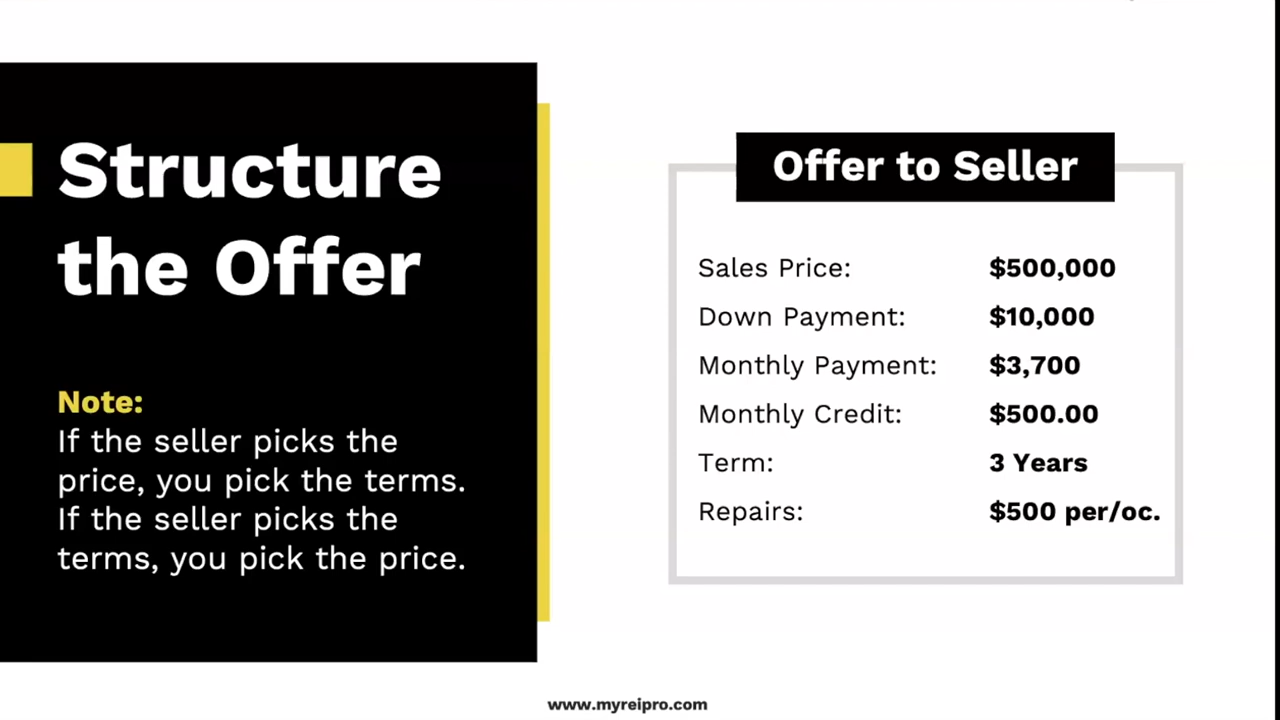 Structure
the Offer
Note:
If the seller picks the
price, you pick the terms.
If the seller picks the
terms, you pick the price.
Offer to Seller
Sales Price: $500,000
Down Payment: $10,000
Monthly Payment: $3,700
Monthly Credit: $500.00
Term: 3 Years
Repairs: $500 per/oc.
www.myreipro.com